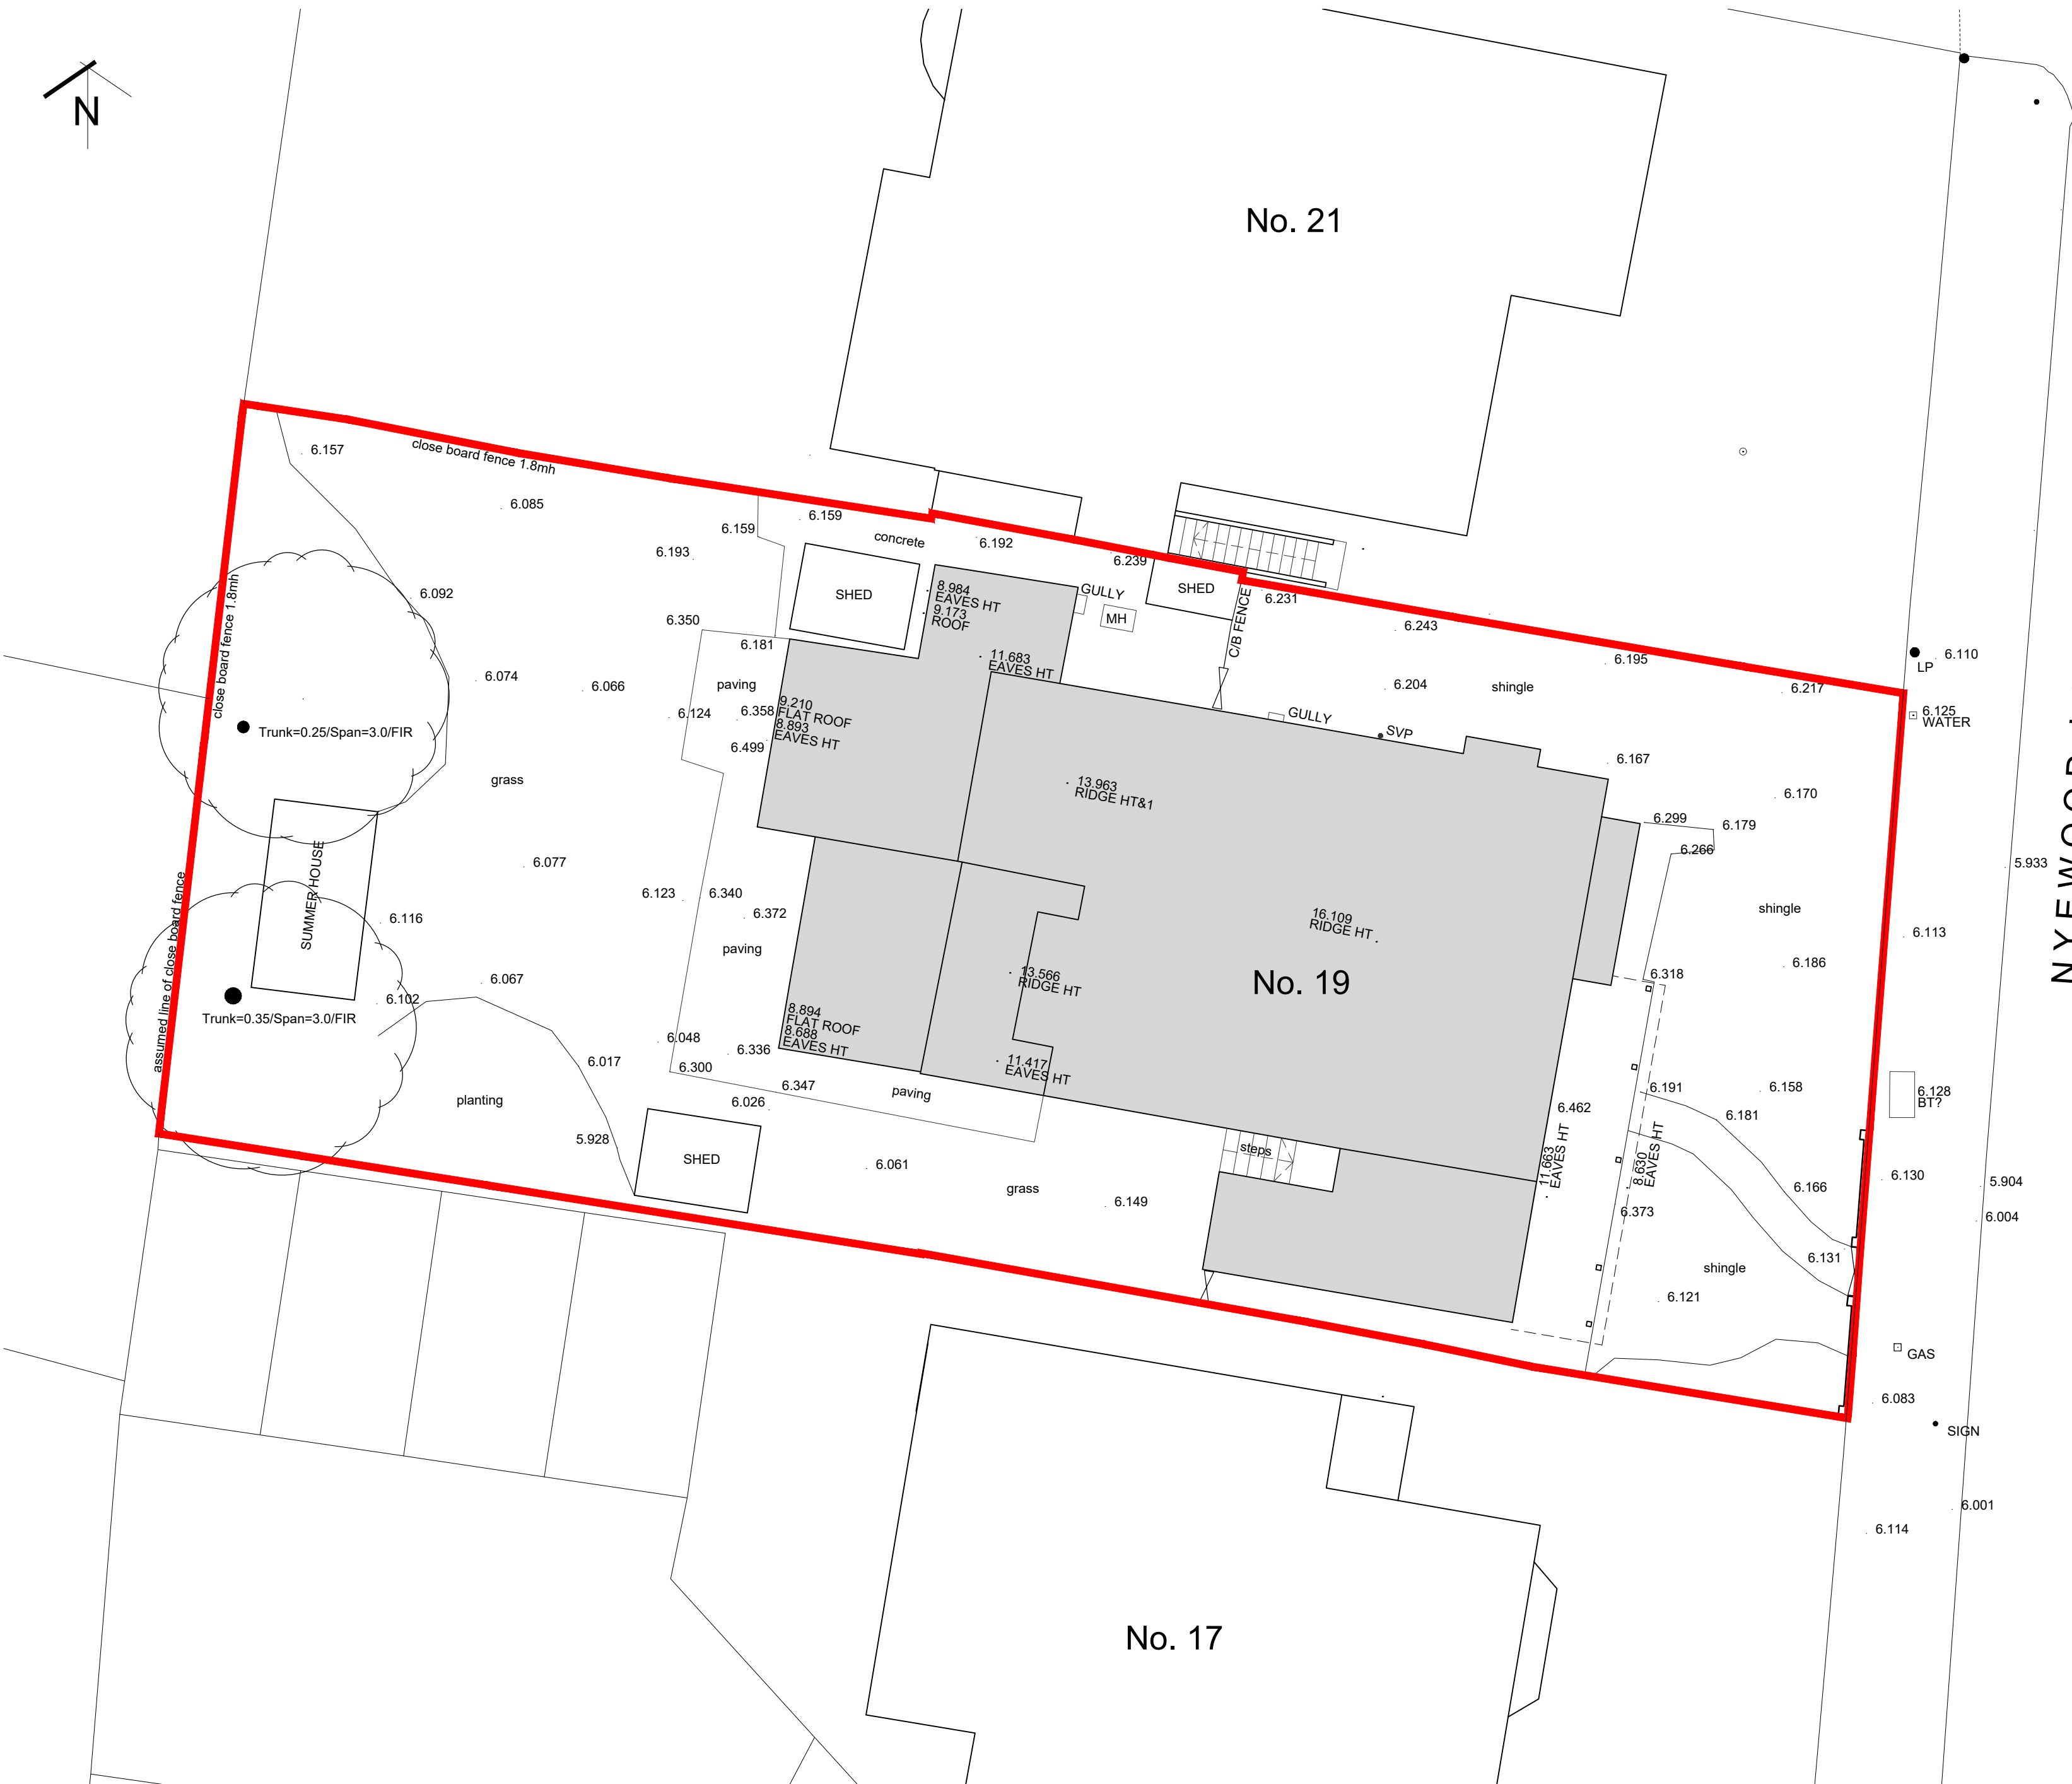 N
No. 21
6.157
close board fence 1.8mh
6.085
6.159
6.159
concrete
6.193
6.192
6.239
SHED
SHED
6.231
GULLY
MH
C/B FENCE
8.984
EAVES HT
9.173
ROOF
6.092
close board fence 1.8mh
6.350
6.181
6.243
11.683
EAVES HT
6.195
6.110
LP
6.074
6.066
paving
6.204
shingle
6.217
6.124
6.358
9.210
FLAT ROOF
8.893
EAVES HT
6.125
WATER
GULLY
SVP
Trunk=0.25/Span=3.0/FIR
6.499
6.167
grass
13.963
RIDGE HT&1
6.170
6.299
6.179
6.266
SUMMER HOUSE
6.077
5.933
assumed line of close board fence
6.123
6.340
6.372
6.116
shingle
16.109
RIDGE HT
6.113
paving
6.186
No. 19
6.067
13.566
RIDGE HT
6.318
6.102
Trunk=0.35/Span=3.0/FIR
8.894
FLAT ROOF
8.688
EAVES HT
6.048
6.336
6.017
6.300
11.417
EAVES HT
6.347
paving
6.191
6.158
6.128
BT?
planting
6.026
6.462
6.181
5.928
steps
SHED
6.061
11.663
EAVES HT
8.630
EAVES HT
6.130
5.904
grass
6.149
6.166
6.373
6.004
6.131
shingle
6.121
GAS
6.083
SIGN
6.001
6.114
No. 17